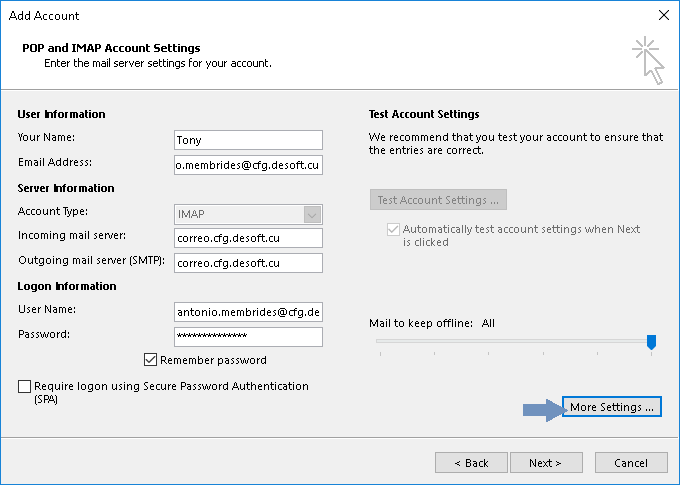 Add Account
POP and IMAP Account Settings
Enter the mail server settings for your account.
User Information
Your Name:
Tony
Email Address:
o.membrides@cfg.desoft.cu
Server Information
Account Type:
IMAP
Incoming mail server:
correo.cfg.desoft.cu
Outgoing mail server (SMTP):
correo.cfg.desoft.cu
Logon Information
User Name:
antonio.membrides@cfg.de
Password:
**************
Remember password
Require logon using Secure Password Authentication
(SPA)
Test Account Settings
We recommend that you test your account to ensure that
the entries are correct.
Test Account Settings ...
Automatically test account settings when Next
is clicked
Mail to keep offline: All
More Settings ...
< Back
Next >
Cancel